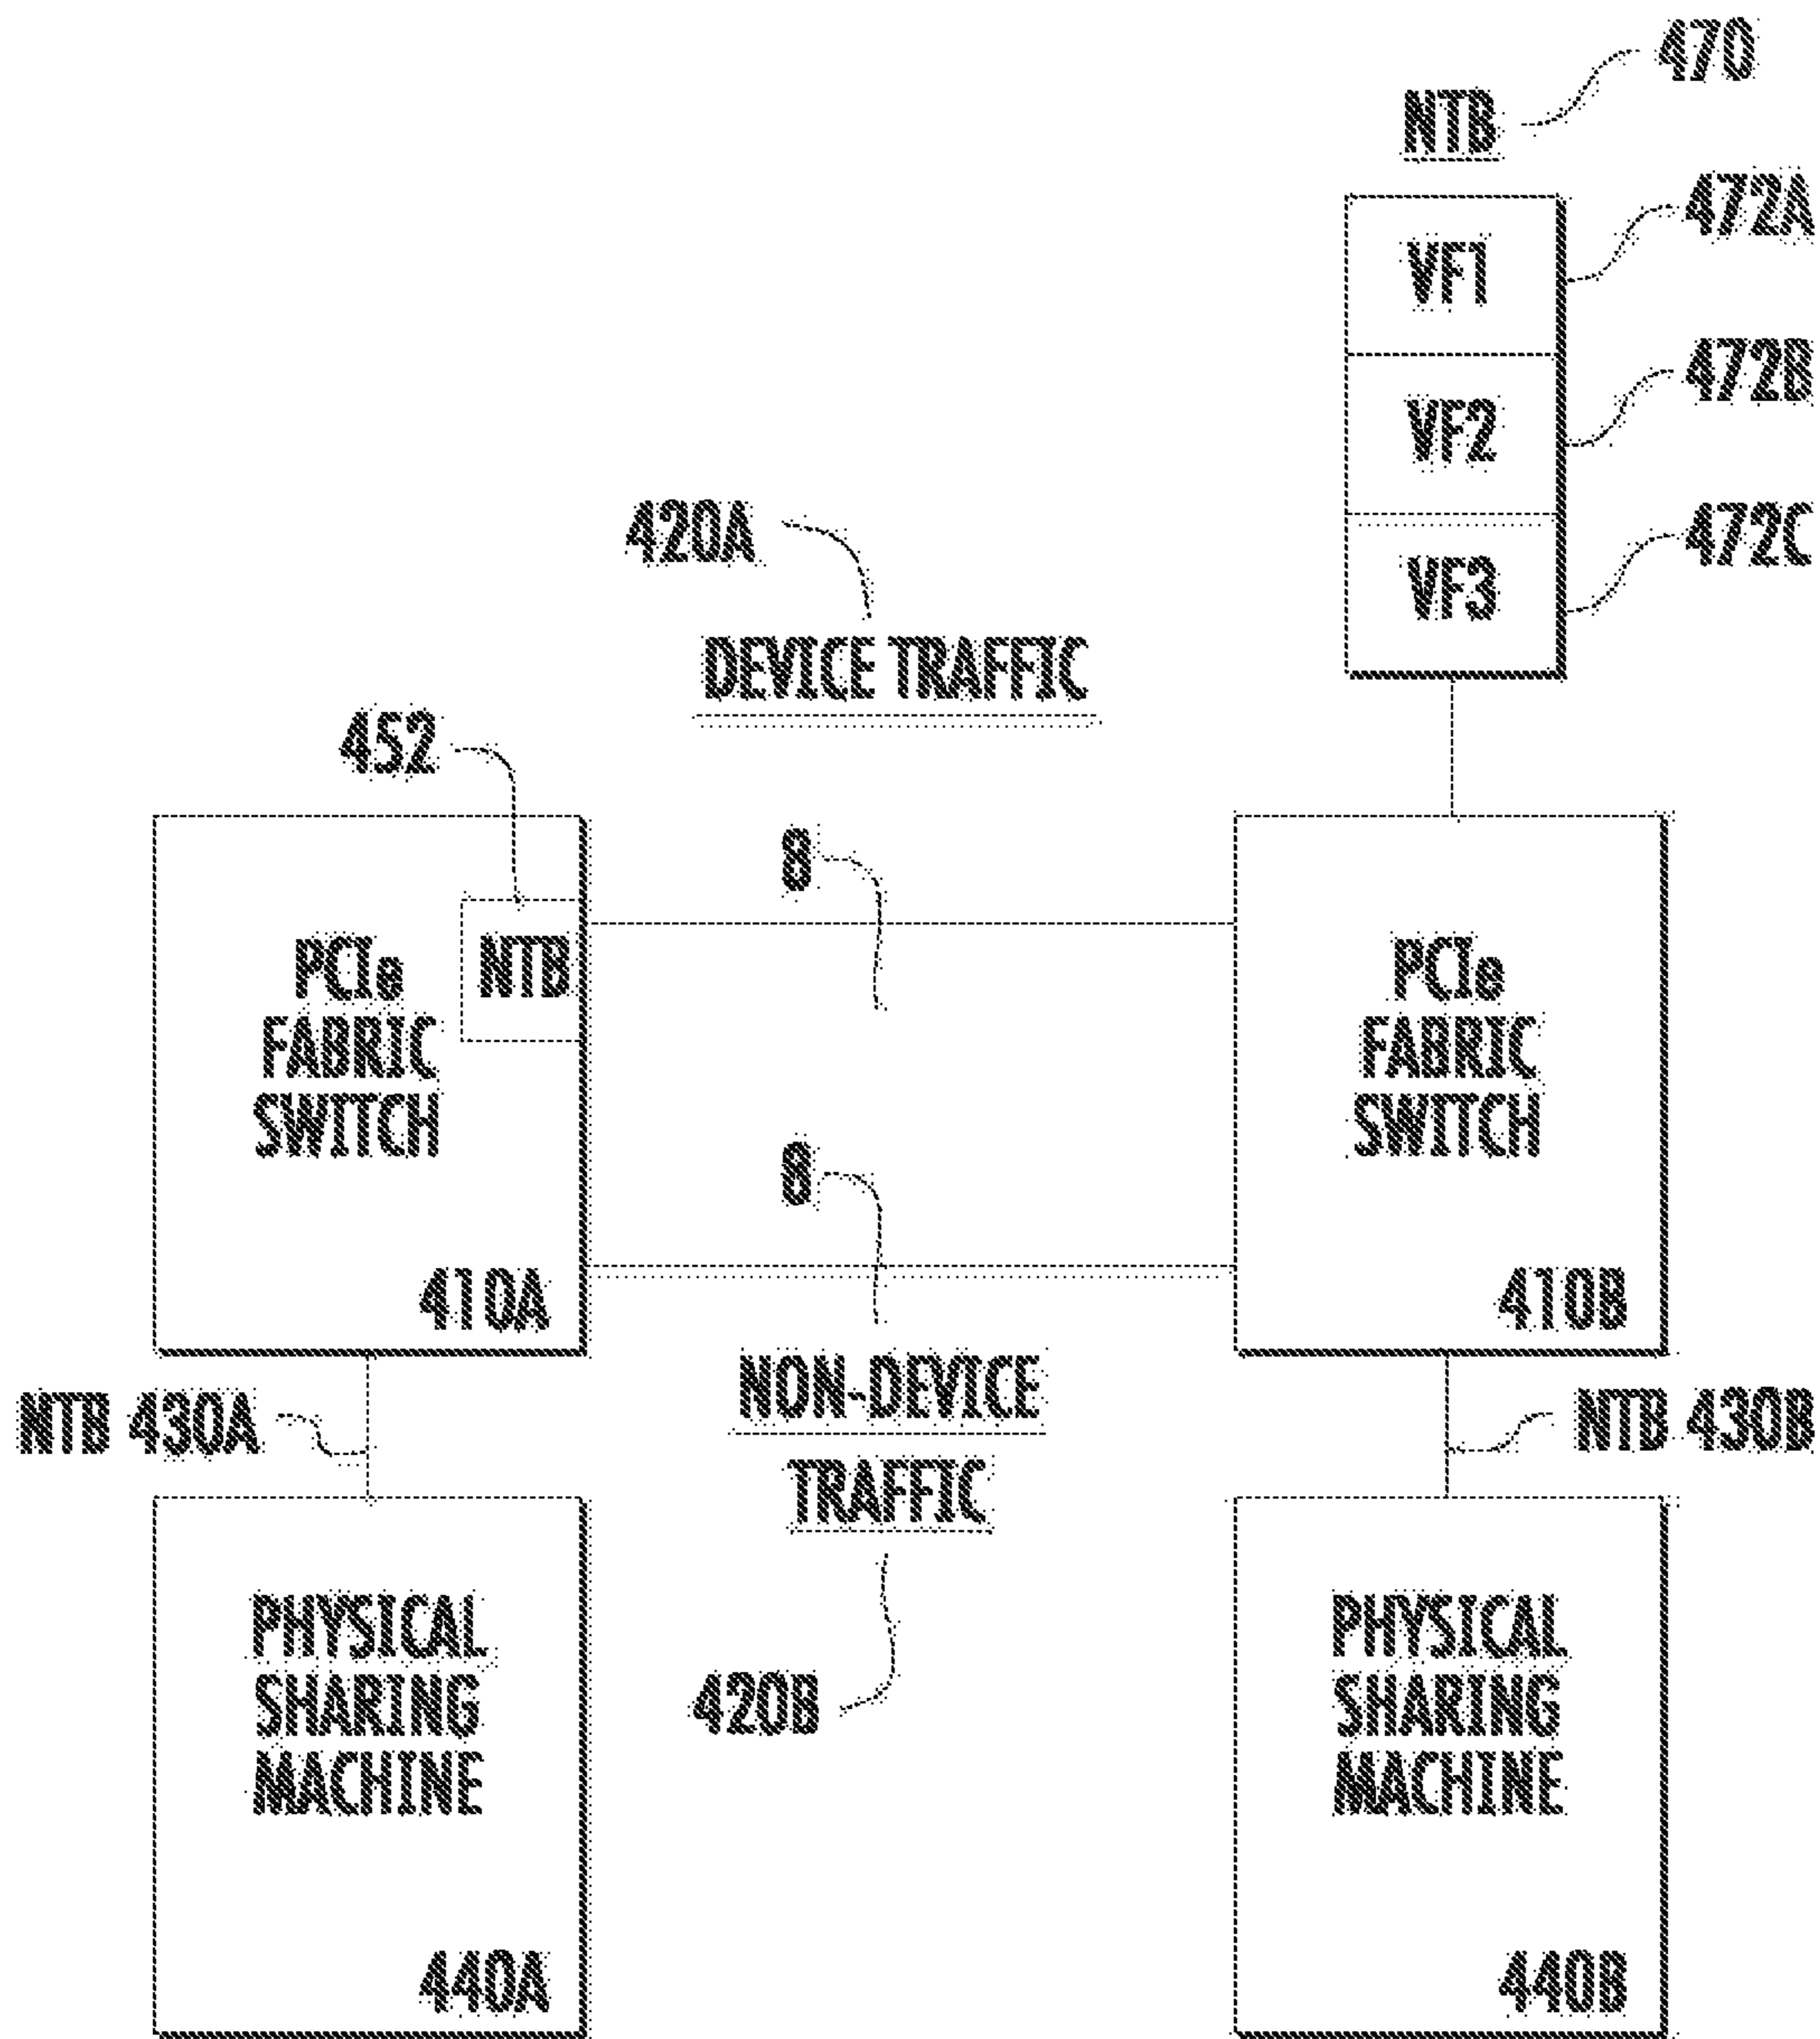 470
NTB
472A
VF1
472B
VF2
472C
VF3
420A
DEVICE TRAFFIC
452
8
NTB
PCIe
FABRIC
SWITCH
410A
PCIe
FABRIC
SWITCH
410B
8
NON-DEVICE
TRAFFIC
420B
NTB 430A
NTB 430B
PHYSICAL
SHARING
MACHINE
440A
PHYSICAL
SHARING
MACHINE
440B